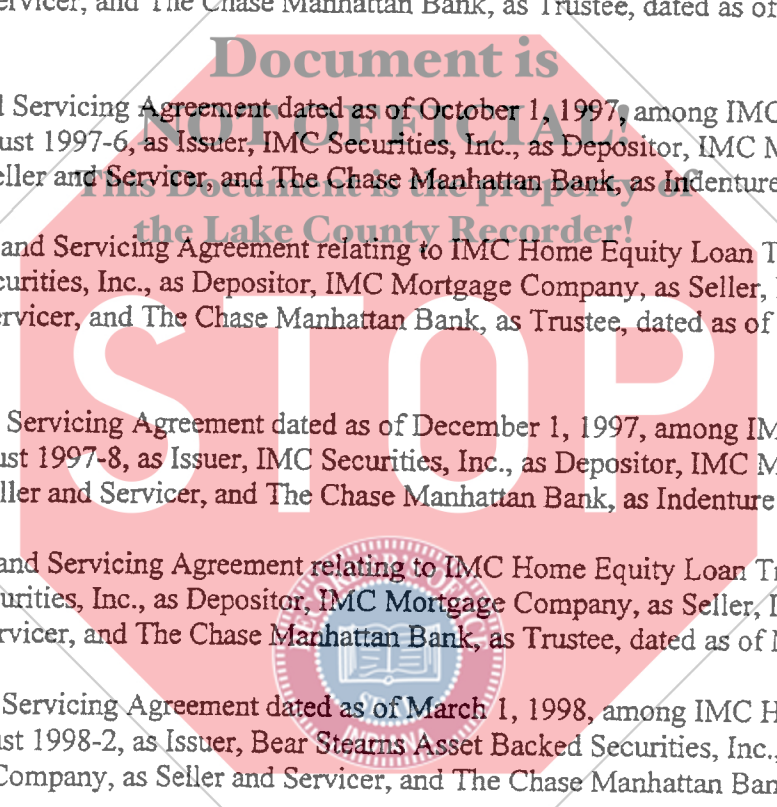 ervicer, and The Chase Manhattan Bank, as Trustee, dated as of
Document is
NOT OFFICIAL!
This Document is the property of
the Lake County Recorder!
Servicing Agreement dated as of October 1, 1997, among IMC
ust 1997-6, as Issuer, IMC Securities, Inc., as Depositor, IMC M
eller and Servicer, and The Chase Manhattan Bank, as Indenture
and Servicing Agreement relating to IMC Home Equity Loan T
curities, Inc., as Depositor, IMC Mortgage Company, as Seller,
ervicer, and The Chase Manhattan Bank, as Trustee, dated as of
STOP
Servicing Agreement dated as of December 1, 1997, among IM
ust 1997-8, as Issuer, IMC Securities, Inc., as Depositor, IMC M
ller and Servicer, and The Chase Manhattan Bank, as Indenture
and Servicing Agreement relating to IMC Home Equity Loan Tr
urities, Inc., as Depositor, IMC Mortgage Company, as Seller, I
rvicer, and The Chase Manhattan Bank, as Trustee, dated as of
Servicing Agreement dated as of March 1, 1998, among IMC H
ust 1998-2, as Issuer, Bear Stearns Asset Backed Securities, Inc.,
Company, as Seller and Servicer, and The Chase Manhattan Ban